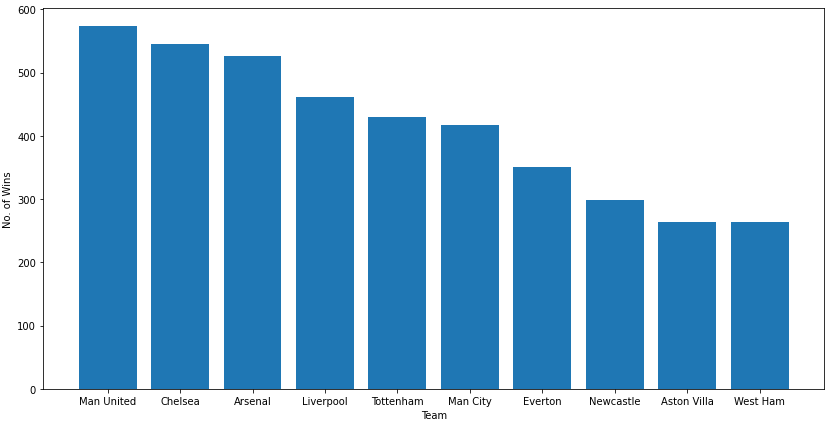 600
500
400
300
200
100
0
No. of Wins
Man United Chelsea Arsenal Liverpool Tottenham Man City Everton Newcastle Aston Villa West Ham
Team